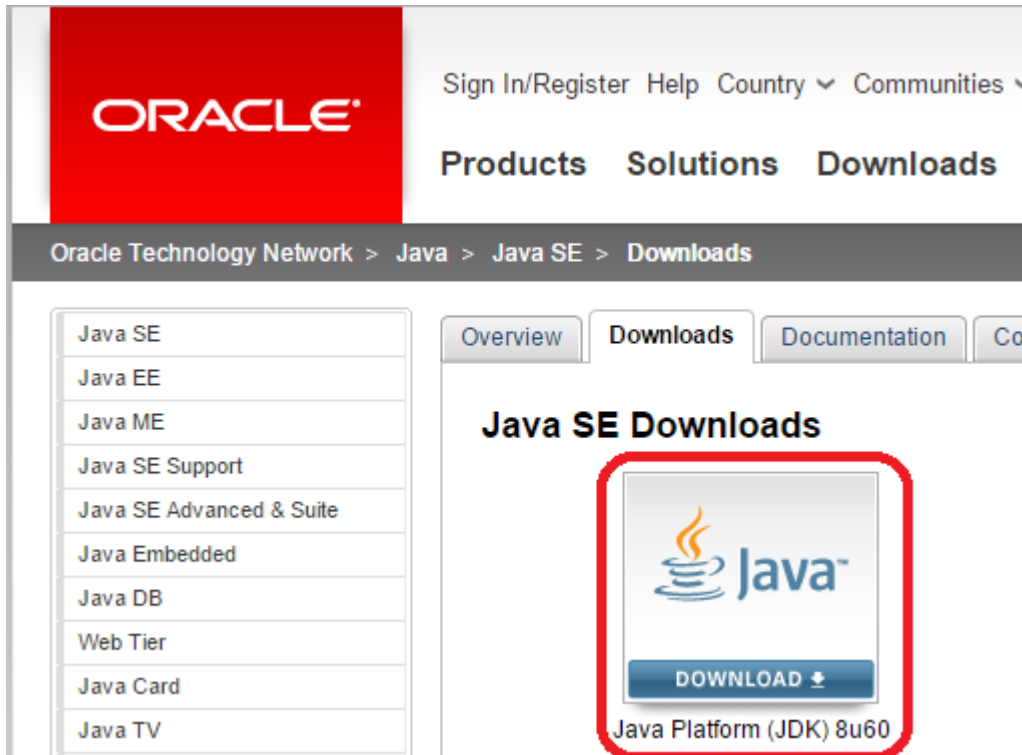 ORACLE
Sign In/Register Help Country Communities
Products Solutions Downloads
Oracle Technology Network > Java > Java SE > Downloads
Java SE
Java EE
Java ME
Java SE Support
Java SE Advanced & Suite
Java Embedded
Java DB
Web Tier
Java Card
Java TV
Overview Downloads Documentation Co
Java SE Downloads
Java™
DOWNLOAD
Java Platform (JDK) 8u60